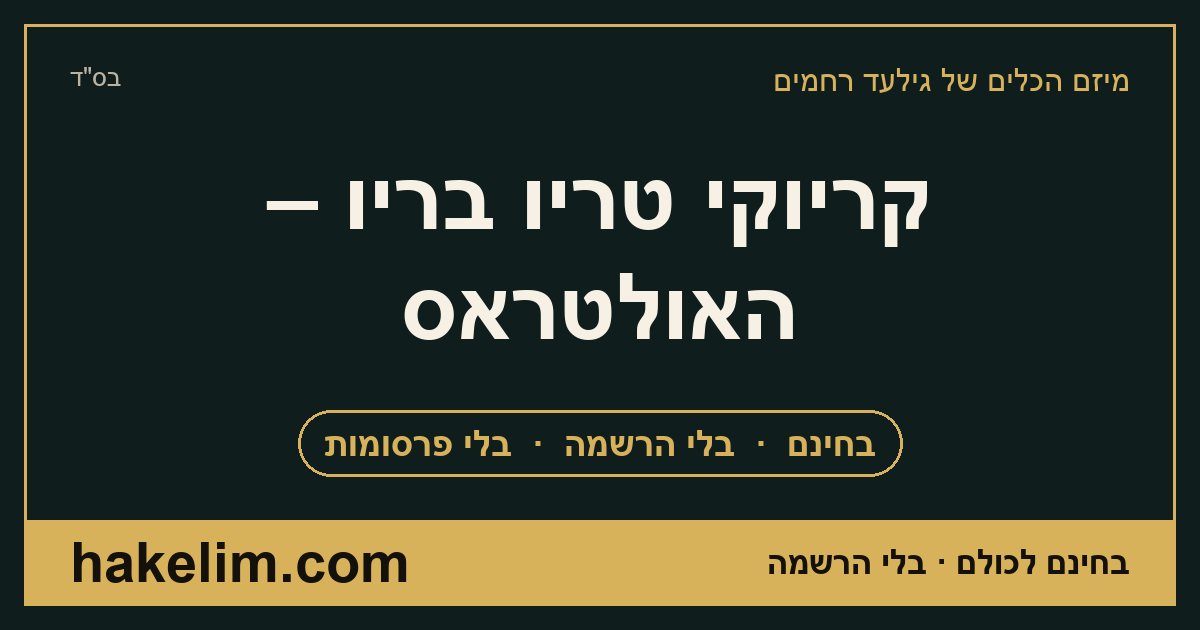 מיזם הכלים של גילעד רחמים
בס"ד
קריוקי טריו בריו –
האולטראס
בחינם · בלי הרשמה · בלי פרסומות
בחינם לכולם · בלי הרשמה
hakelim.com